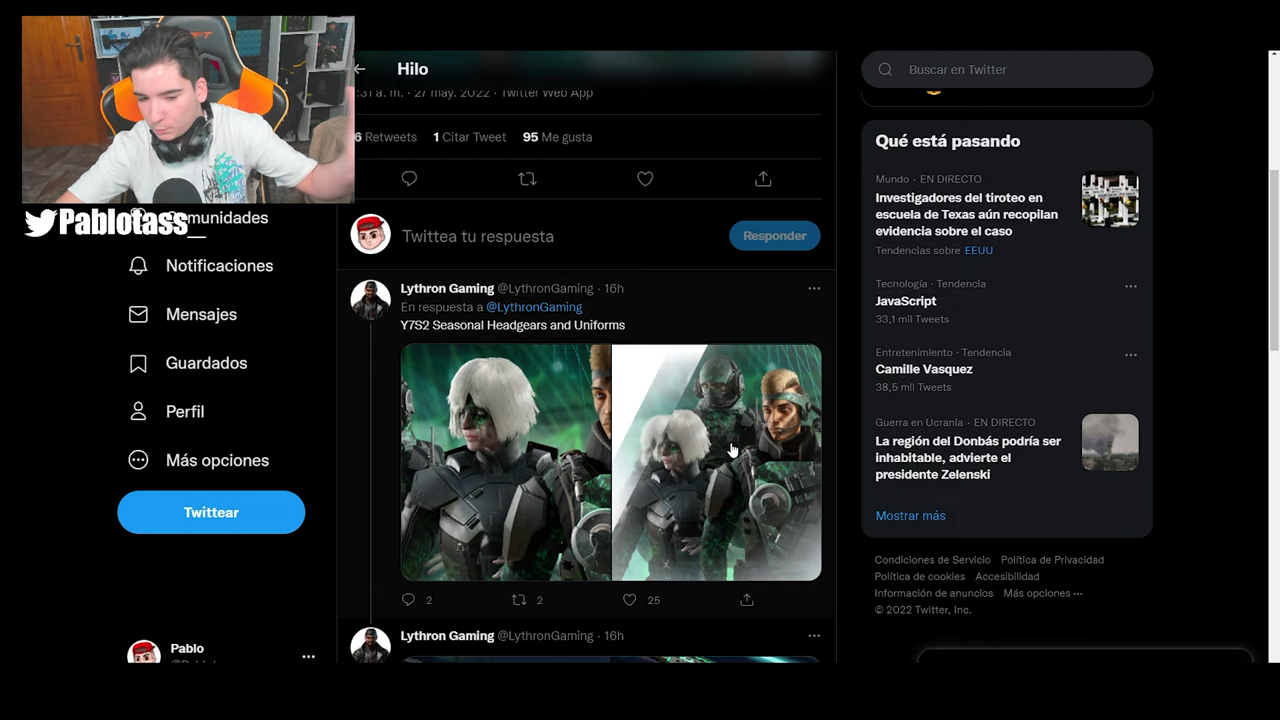 Hilo
:31 a. m. · 27 may. 2022 · Twitter Web App
6 Retweets 1 Citar Tweet 95 Me gusta
Pablotass_
Comunidades
Notificaciones
Mensajes
Guardados
Perfil
Más opciones
Twittear
Pablo
Twittea tu respuesta
Responder
Lythron Gaming @LythronGaming · 16h
En respuesta a @LythronGaming
Y7S2 Seasonal Headgears and Uniforms
2 2 25
Lythron Gaming @LythronGaming · 16h
Buscar en Twitter
Qué está pasando
Mundo · EN DIRECTO
Investigadores del tiroteo en
escuela de Texas aún recopilan
evidencia sobre el caso
Tendencias sobre EEUU
Tecnología · Tendencia
JavaScript
33,1 mil Tweets
Entretenimiento · Tendencia
Camille Vasquez
38,5 mil Tweets
Guerra en Ucrania · EN DIRECTO
La región del Donbás podría ser
inhabitable, advierte el
presidente Zelenski
Mostrar más
Condiciones de Servicio Política de Privacidad
Política de cookies Accesibilidad
Información de anuncios Más opciones ···
© 2022 Twitter, Inc.